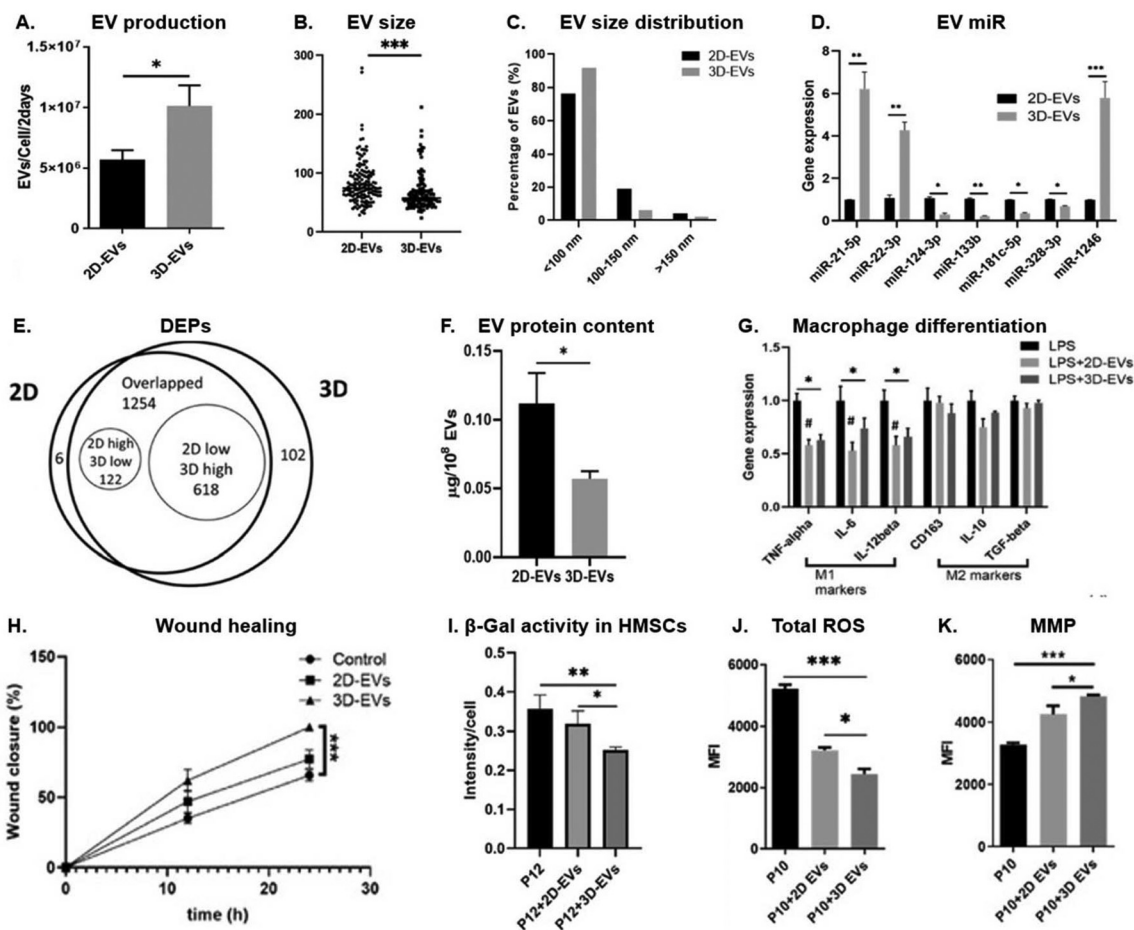 A. EV production
1.5×10⁷
1×10⁷
5×10⁶
0
EVs/Cell/2days
*
2D-EVs
3D-EVs
B. EV size
300
200
100
0
***
2D-EVs 3D-EVs
C. EV size distribution
Percentage of EVs (%)
100
80
60
40
20
0
2D-EVs
3D-EVs
<100 nm
100-150 nm
>150 nm
D. EV miR
Gene expression
8
6
4
2
0
2D-EVs
3D-EVs
** ** * ** * * ***
miR-21-5p
miR-22-3p
miR-124-3p
miR-133b
miR-181c-5p
miR-328-3p
miR-1246
E. DEPs
2D
3D
Overlapped
1254
2D high
3D low
122
2D low
3D high
618
6
102
F. EV protein content
µg/10⁸ EVs
0.15
0.10
0.05
0.00
*
2D-EVs 3D-EVs
G. Macrophage differentiation
LPS
LPS+2D-EVs
LPS+3D-EVs
Gene expression
1.5
1.0
0.5
0.0
* * *
# # #
TNF-alpha
IL-6
IL-12beta
CD163
IL-10
TGF-beta
M1
markers
M2 markers
H. Wound healing
Wound closure (%)
150
100
50
0
Control
2D-EVs
3D-EVs
***
0 10 20 30
time (h)
I. β-Gal activity in HMSCs
Intensity/cell
0.5
0.4
0.3
0.2
0.1
0.0
**
*
P12
P12+2D-EVs
P12+3D-EVs
J. Total ROS
MFI
6000
4000
2000
0
***
*
P10
P10+2D EVs
P10+3D EVs
K. MMP
MFI
6000
4000
2000
0
***
*
P10
P10+2D EVs
P10+3D EVs